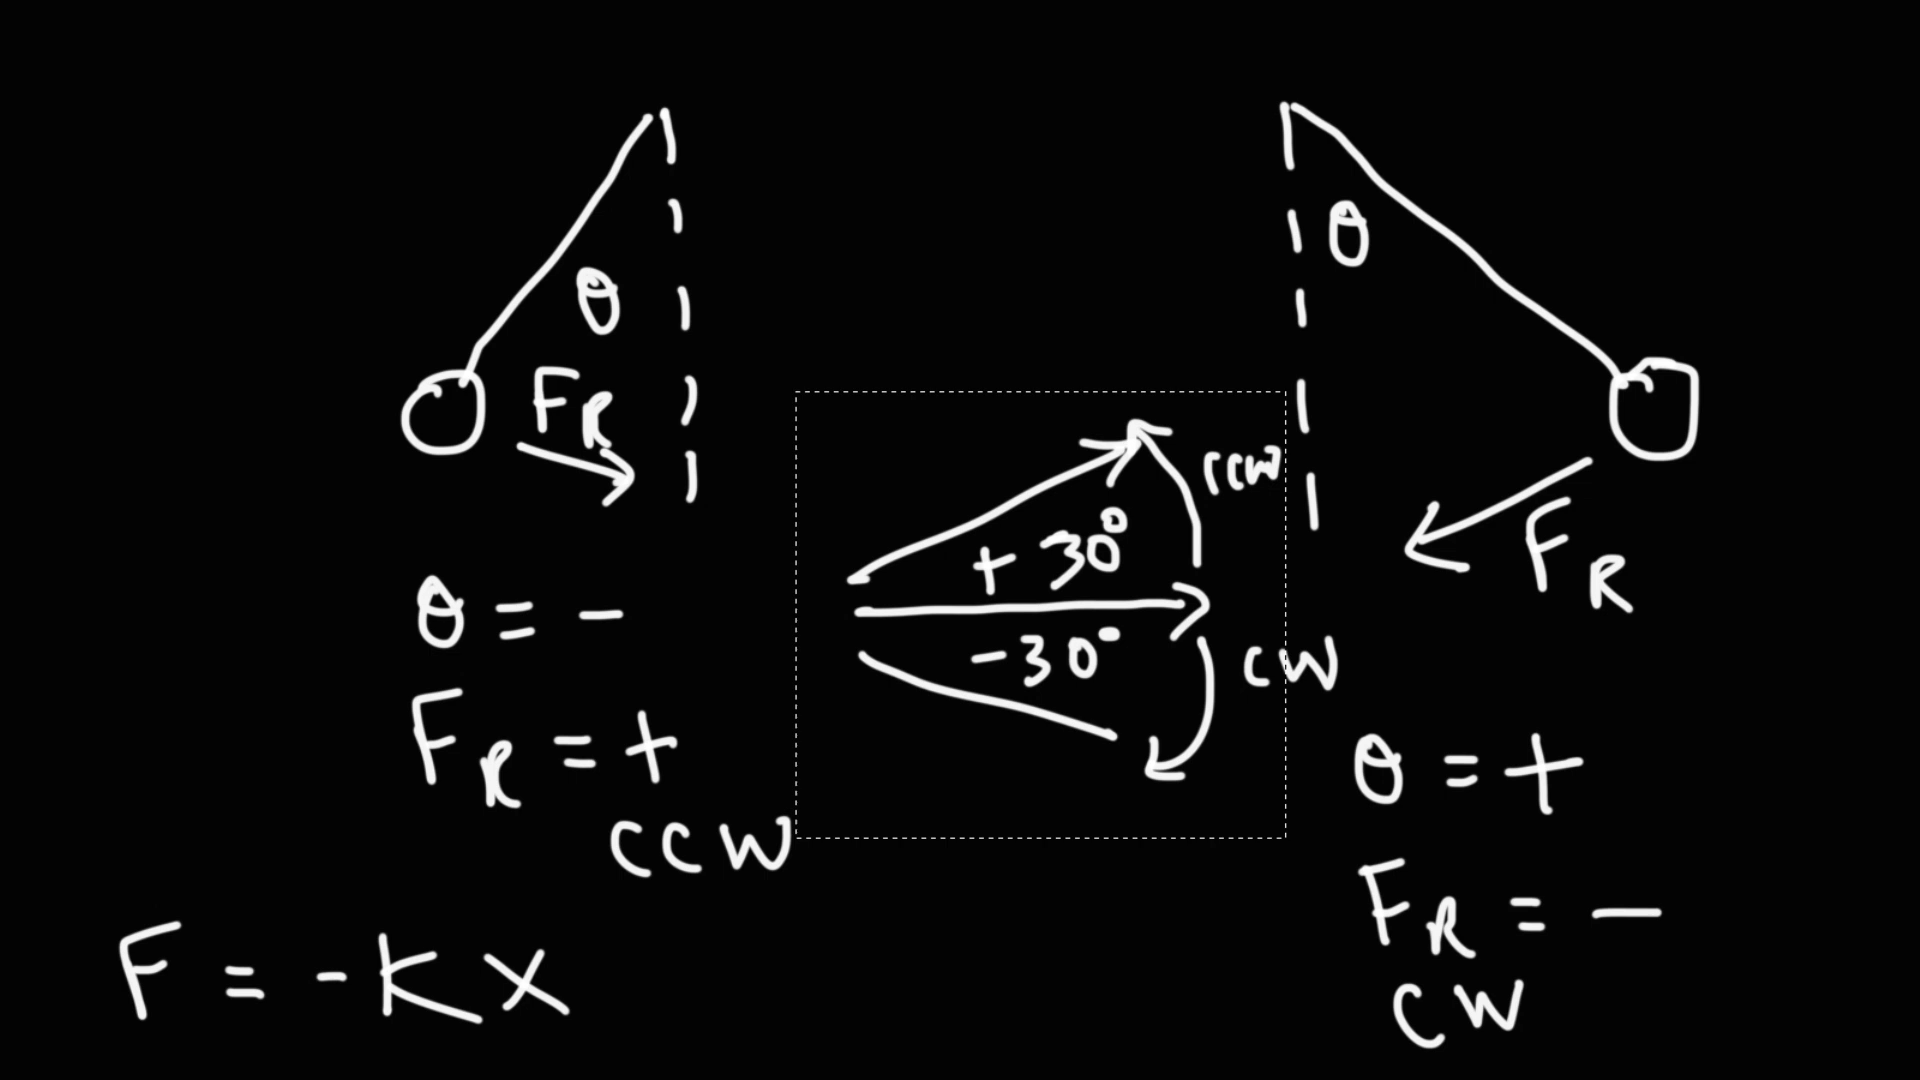 θ
F_R
θ = -
F_R = +
CCW
F = -Kx
CCW
+30°
-30°
CW
θ
F_R
θ = +
F_R = -
CW